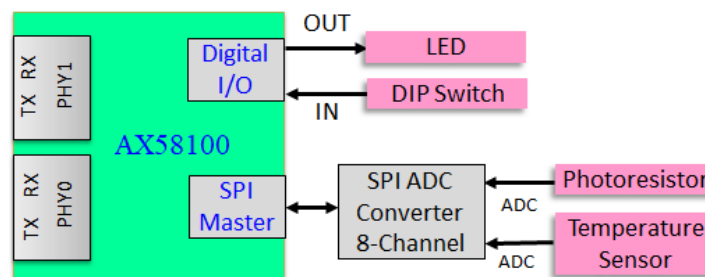 OUT
LED
Digital
I/O
IN
DIP Switch
TX RX
PHY1
AX58100
TX RX
PHY0
SPI
Master
SPI ADC
Converter
8-Channel
Photoresistor
ADC
Temperature
Sensor
ADC